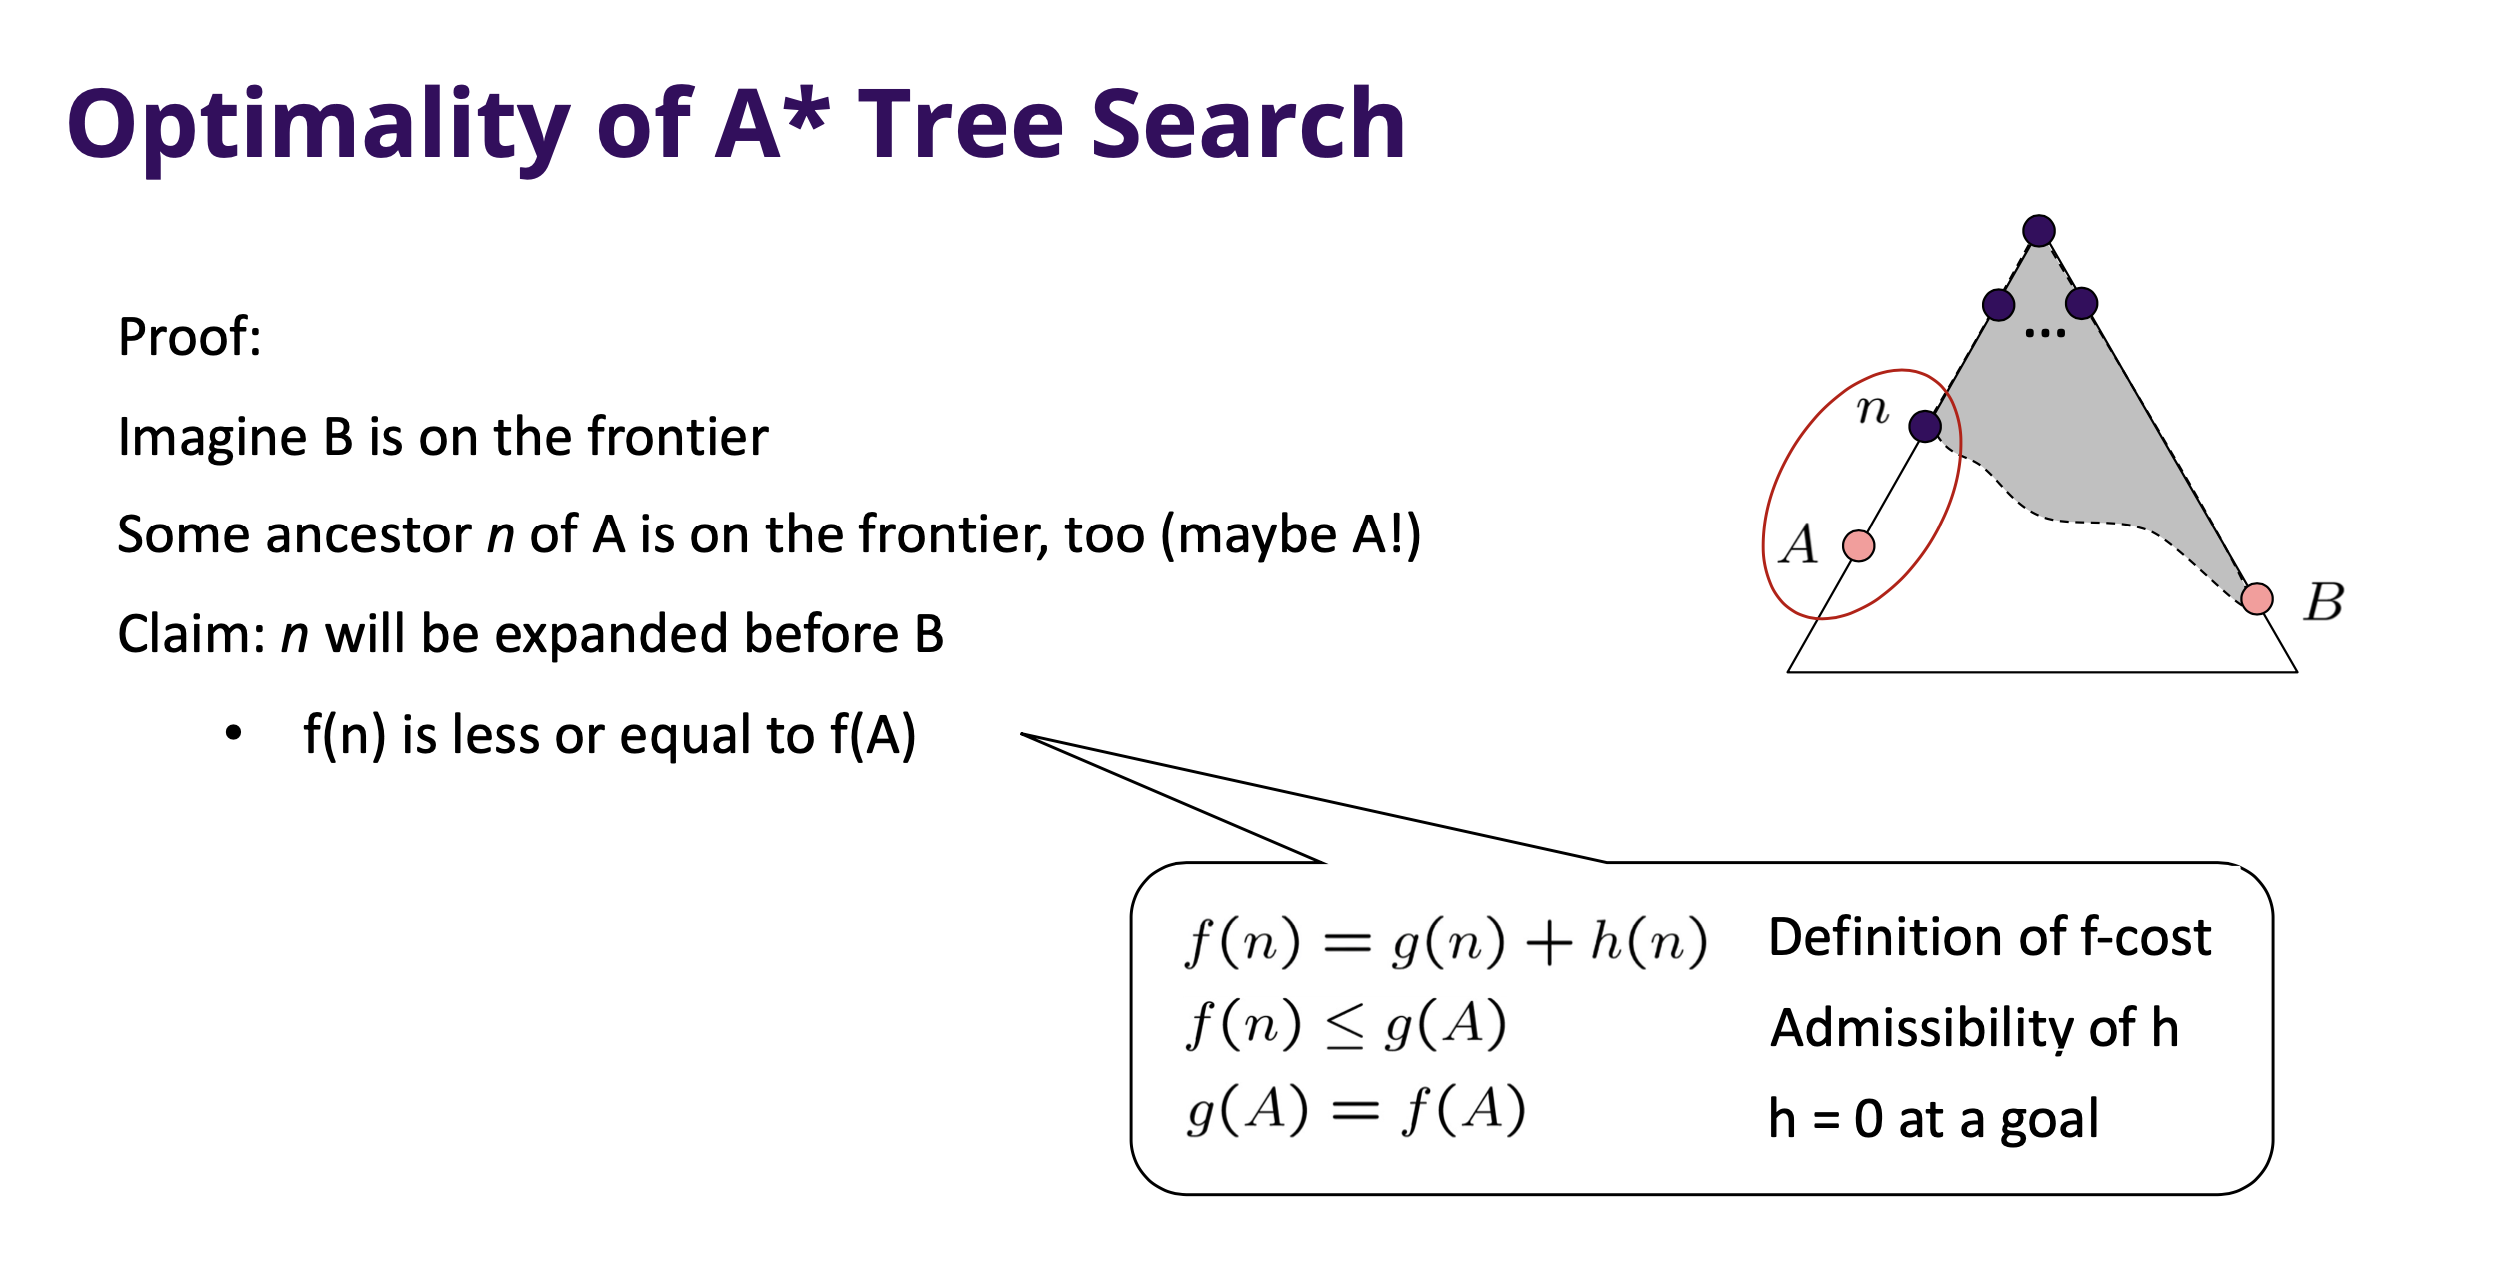 Optimality of A* Tree Search
Proof:
Imagine B is on the frontier
Some ancestor n of A is on the frontier, too (maybe A!)
Claim: n will be expanded before B
• f(n) is less or equal to f(A)
...
n
A
B
f(n) = g(n) + h(n) Definition of f-cost
f(n) ≤ g(A) Admissibility of h
g(A) = f(A) h = 0 at a goal